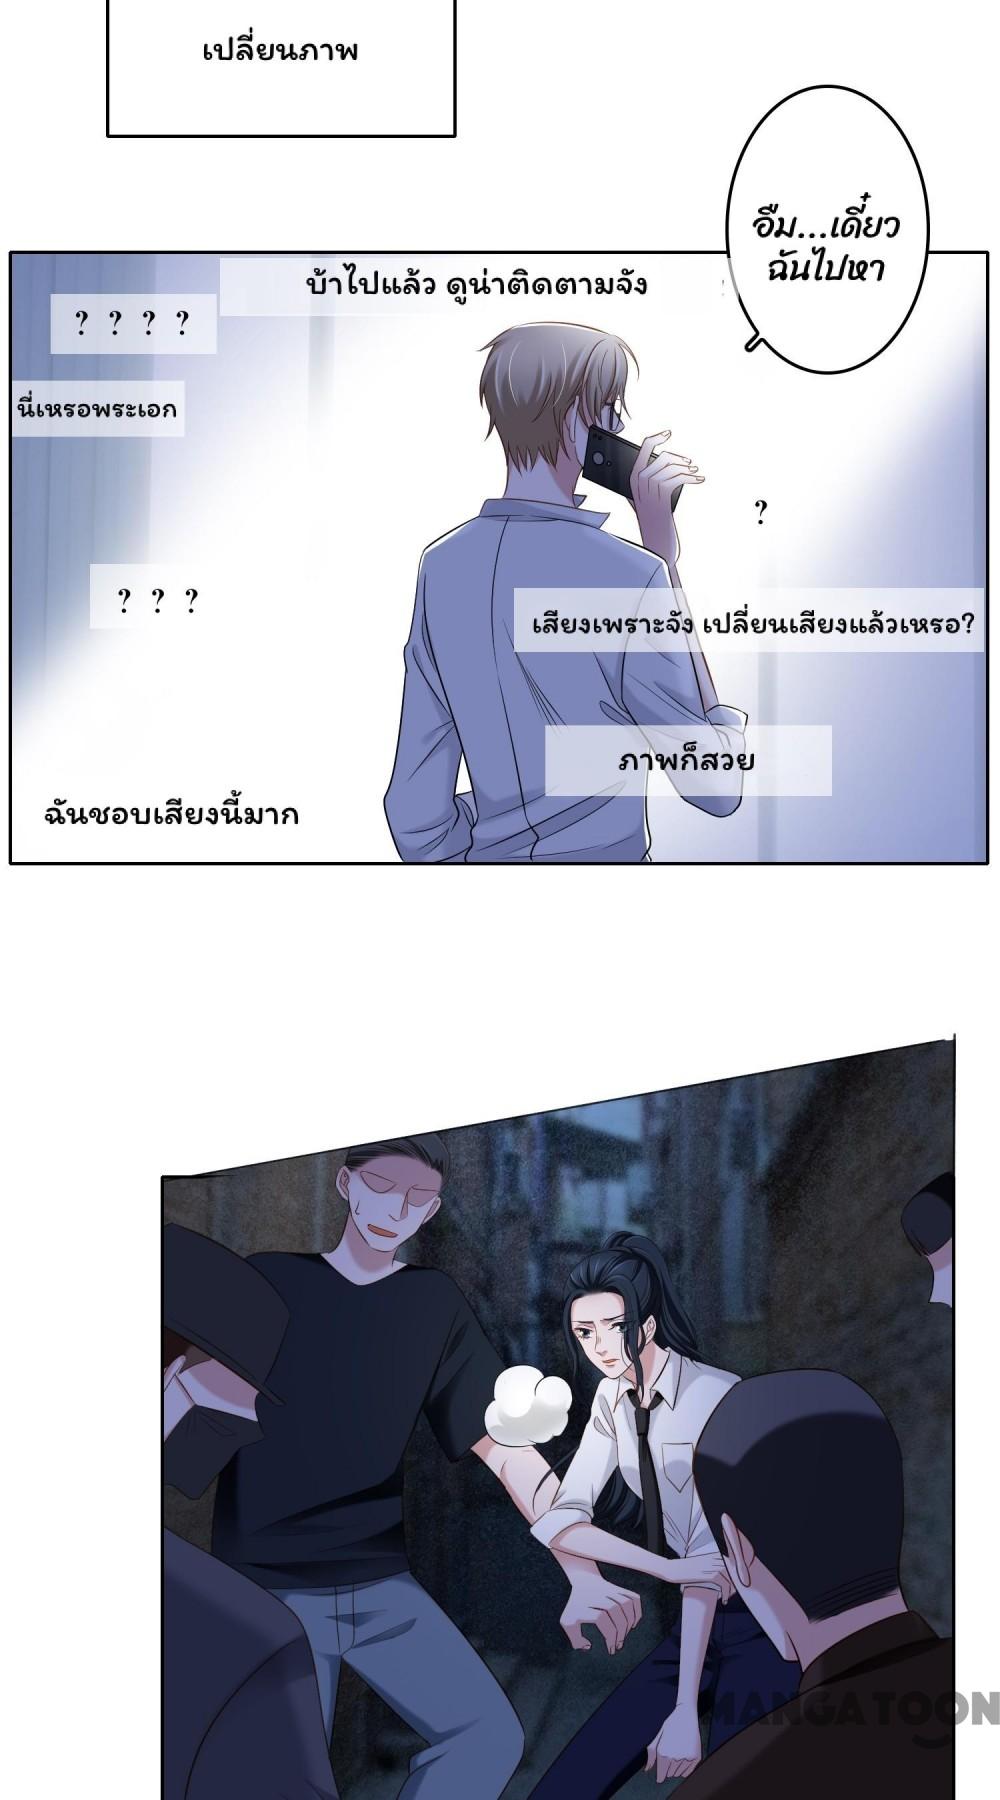 เปลี่ยนภาพ
อืม...เดี๋ยว
ฉันไปหา
บ้าไปแล้ว ดูน่าติดตามจัง
? ? ? ?
นี่เหรอพระเอก
?
? ? ?
เสียงเพราะจัง เปลี่ยนเสียงแล้วเหรอ?
ภาพก็สวย
ฉันชอบเสียงนี้มาก
MANGATOON